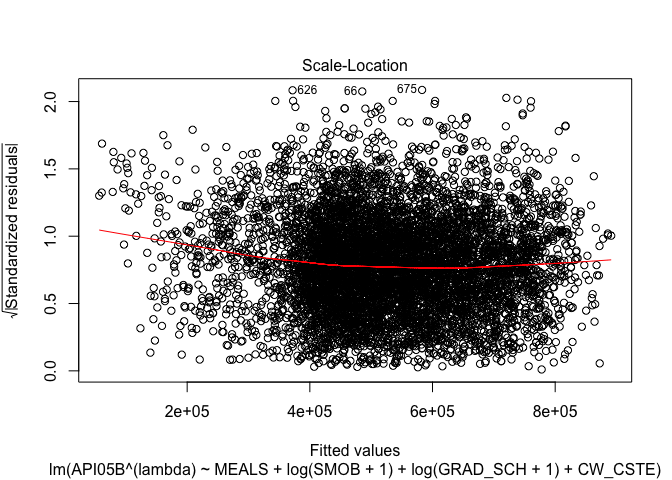 Scale-Location
√|Standardized residuals|
2.0
1.5
1.0
0.5
0.0
626
66
675
2e+05 4e+05 6e+05 8e+05
Fitted values
lm(API05B^(lambda) ~ MEALS + log(SMOB + 1) + log(GRAD_SCH + 1) + CW_CSTE)